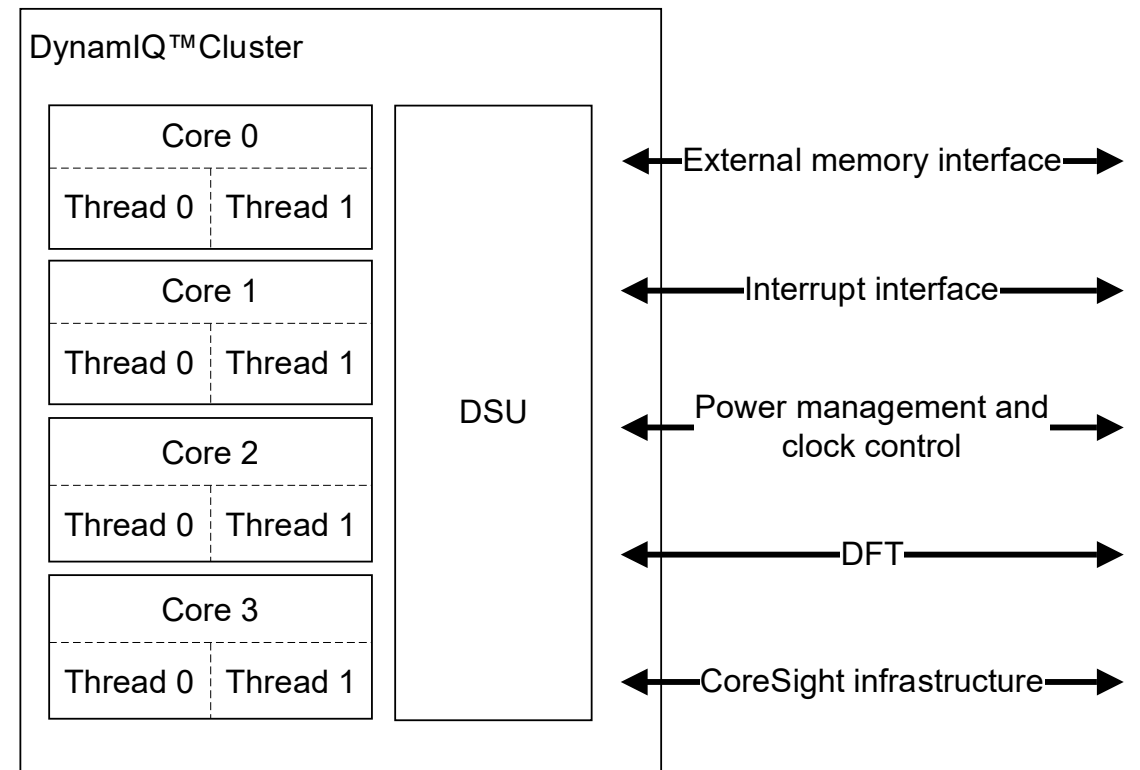 DynamIQ™Cluster
Core 0
Thread 0 Thread 1
Core 1
Thread 0 Thread 1
Core 2
Thread 0 Thread 1
Core 3
Thread 0 Thread 1
DSU
External memory interface
Interrupt interface
Power management and
clock control
DFT
CoreSight infrastructure